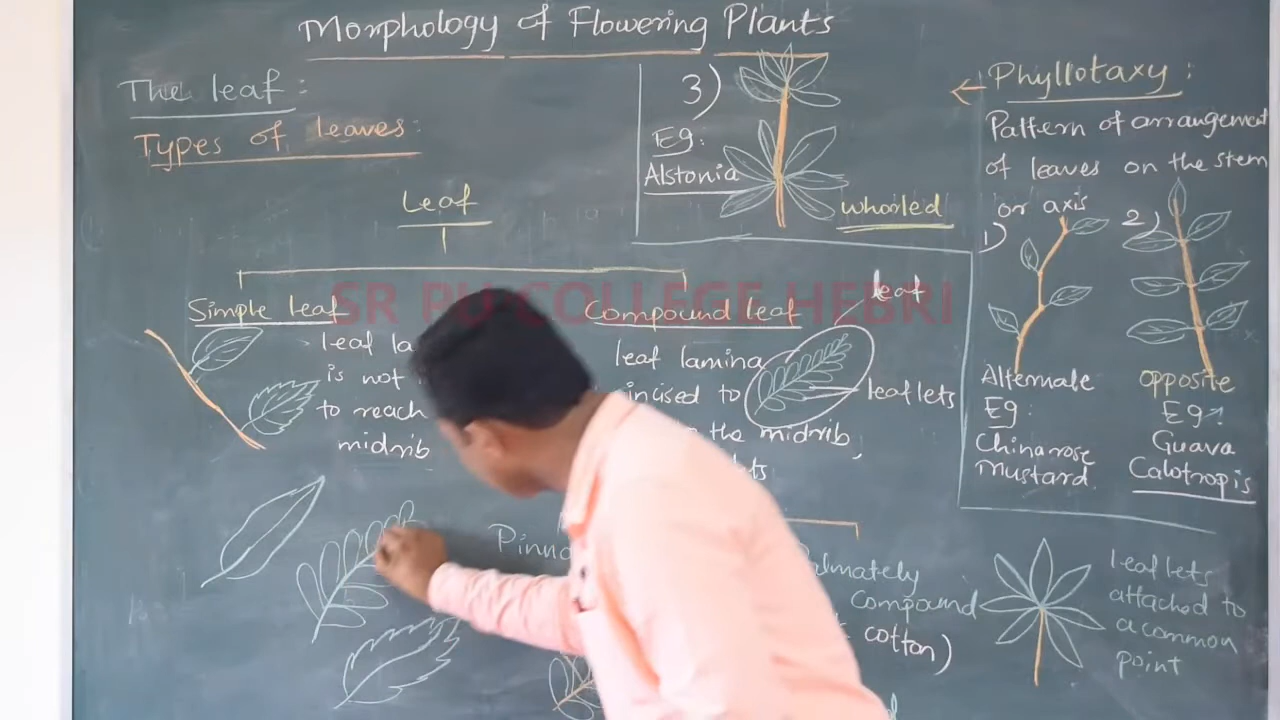 Morphology of Flowering Plants
The leaf:
Types of leaves:
Leaf
Simple leaf
leaf la
is not
to reach
midrib
Compound leaf
leaf lamina
incised to
the midrib,
leaf
leaflets
Pinna
Palmately
compound
cotton)
leaflets
attached to
a common
point
3)
Eg:
Alstonia
whorled
← Phyllotaxy:
Pattern of arrangement
of leaves on the stem
or axis
1)
Alternate
Eg:
Chinarose
Mustard
2)
opposite
Eg:
Guava
Calotropis
SR PU COLLEGE HEBRI